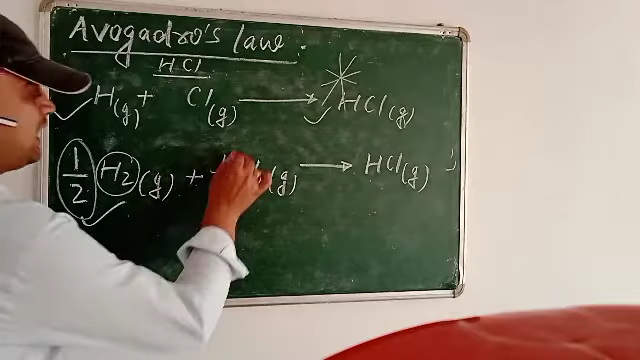 Avogadro's law.
HCl
H(g) + Cl(g) → HCl(g)
1/2 H2(g) + (g) → HCl(g)